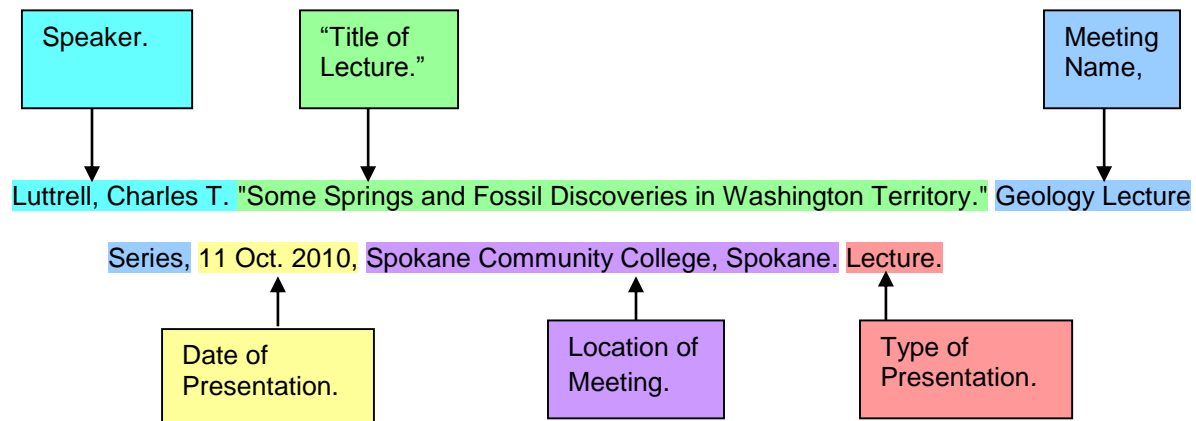 Speaker.
“Title of
Lecture.”
Meeting
Name,
Luttrell, Charles T. "Some Springs and Fossil Discoveries in Washington Territory." Geology Lecture
Series, 11 Oct. 2010, Spokane Community College, Spokane. Lecture.
Date of
Presentation.
Location of
Meeting.
Type of
Presentation.